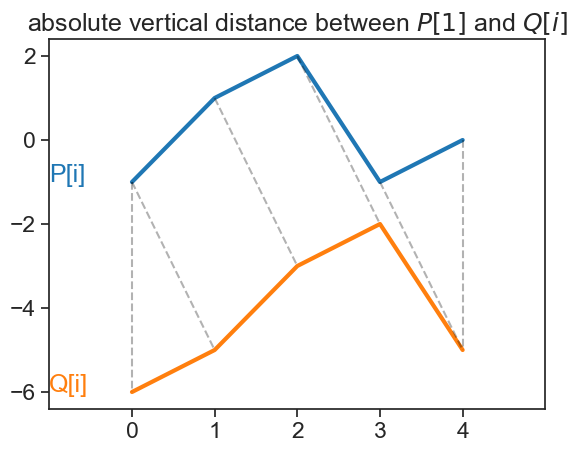 absolute vertical distance between P[1] and Q[i]
2
0
P[i]
−2
−4
Q[i]
−6
0 1 2 3 4